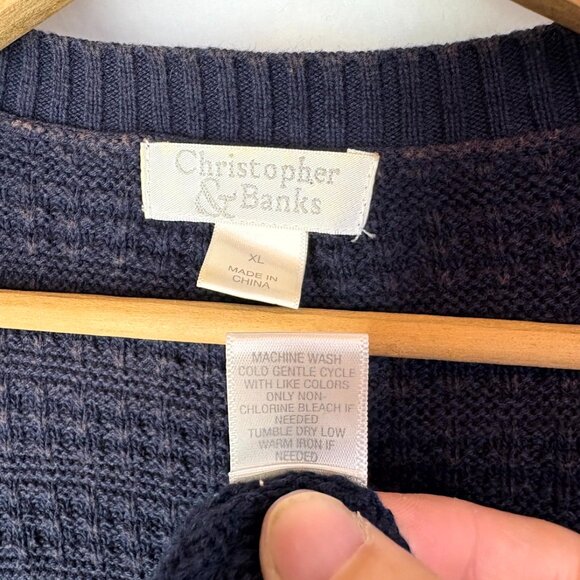 Christopher
& Banks
XL
MADE IN
CHINA
MACHINE WASH
COLD GENTLE CYCLE
WITH LIKE COLORS
ONLY NON-
CHLORINE BLEACH IF
NEEDED
TUMBLE DRY LOW
WARM IRON IF
NEEDED